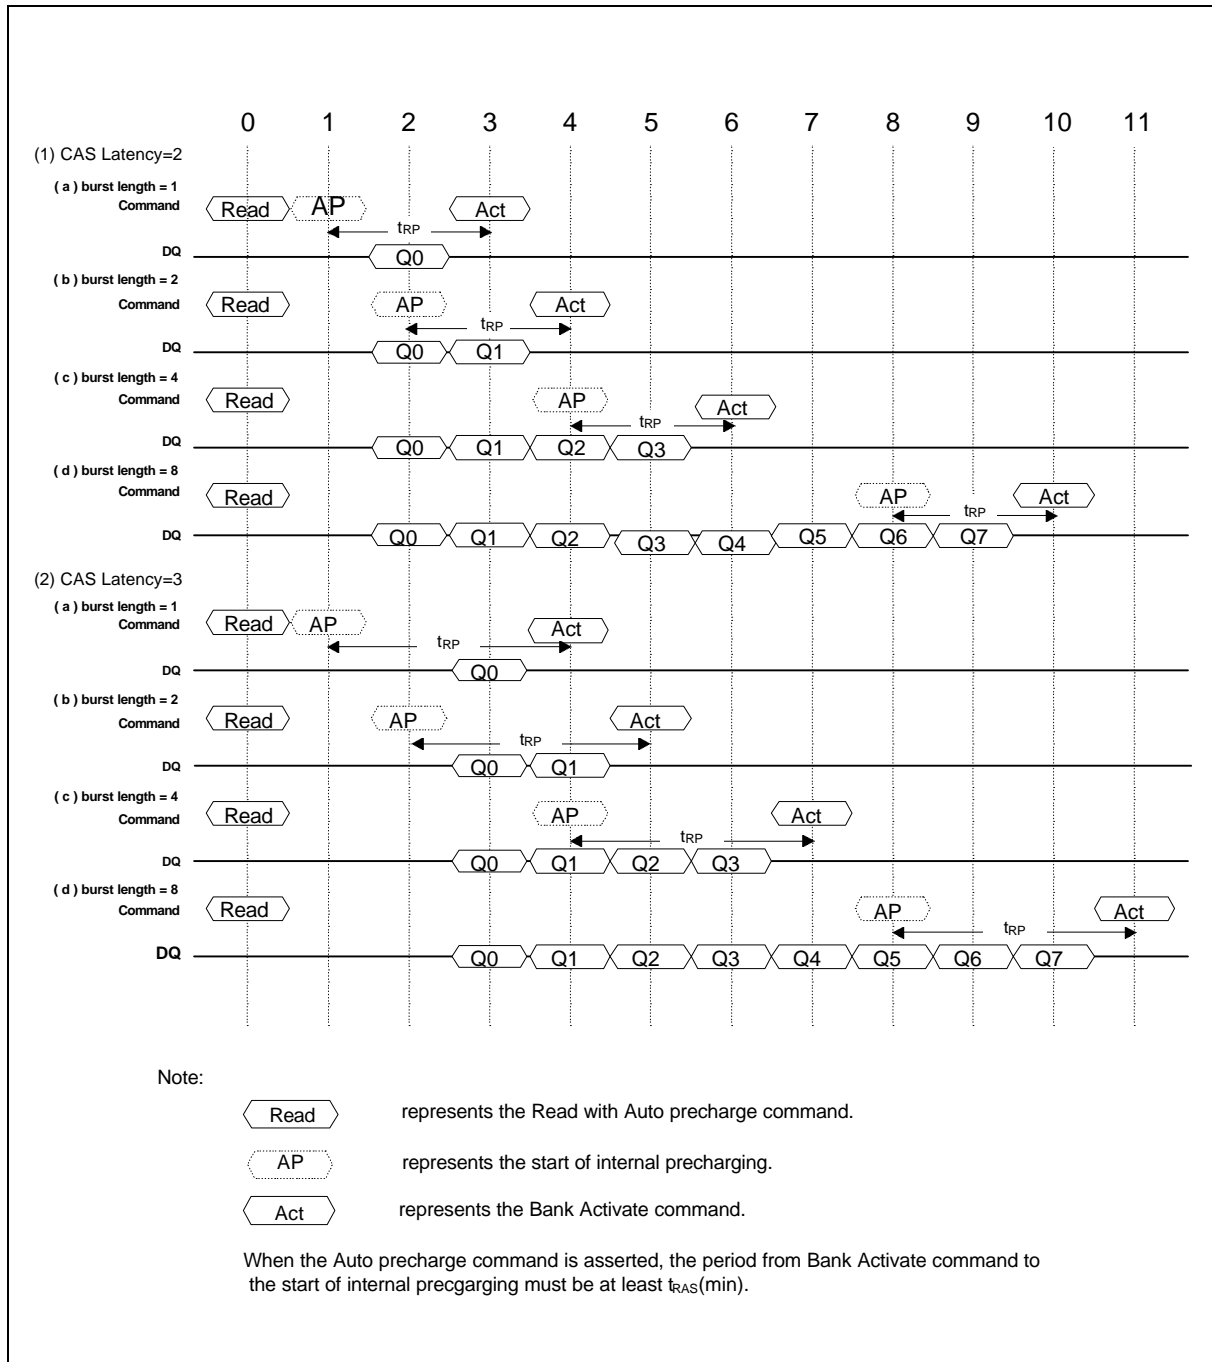 0 1 2 3 4 5 6 7 8 9 10 11
(1) CAS Latency=2
( a ) burst length = 1
Command Read AP Act
tRP
DQ Q0
( b ) burst length = 2
Command Read AP Act
tRP
DQ Q0 Q1
( c ) burst length = 4
Command Read AP Act
tRP
DQ Q0 Q1 Q2 Q3
( d ) burst length = 8
Command Read AP Act
tRP
DQ Q0 Q1 Q2 Q3 Q4 Q5 Q6 Q7
(2) CAS Latency=3
( a ) burst length = 1
Command Read AP Act
tRP
DQ Q0
( b ) burst length = 2
Command Read AP Act
tRP
DQ Q0 Q1
( c ) burst length = 4
Command Read AP Act
tRP
DQ Q0 Q1 Q2 Q3
( d ) burst length = 8
Command Read AP Act
tRP
DQ Q0 Q1 Q2 Q3 Q4 Q5 Q6 Q7
Note:
Read represents the Read with Auto precharge command.
AP represents the start of internal precharging.
Act represents the Bank Activate command.
When the Auto precharge command is asserted, the period from Bank Activate command to
the start of internal precgarging must be at least tRAS(min).